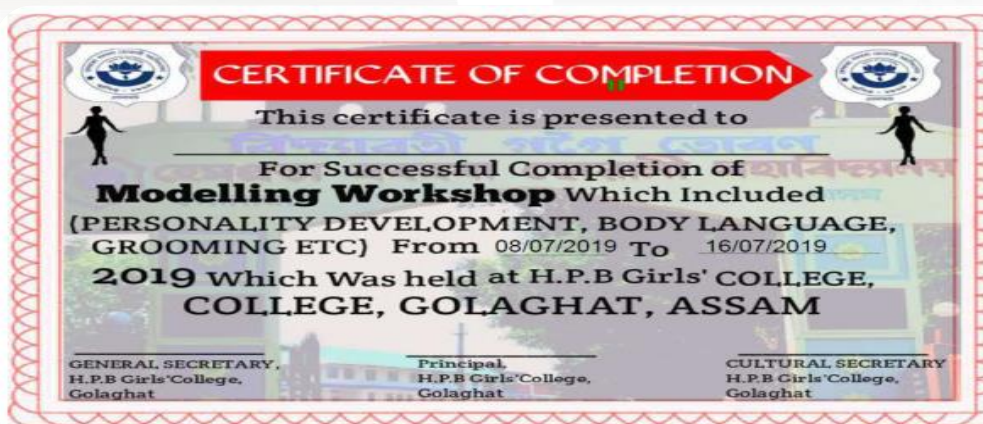 CERTIFICATE OF COMPLETION
This certificate is presented to
For Successful Completion of
Modelling Workshop Which Included
(PERSONALITY DEVELOPMENT, BODY LANGUAGE,
GROOMING ETC) From 08/07/2019 To 16/07/2019
2019 Which Was held at H.P.B Girls' COLLEGE,
COLLEGE, GOLAGHAT, ASSAM
GENERAL SECRETARY,
H.P.B Girls'College,
Golaghat
Principal,
H.P.B Girls'College,
Golaghat
CULTURAL SECRETARY
H.P.B Girls'College,
Golaghat